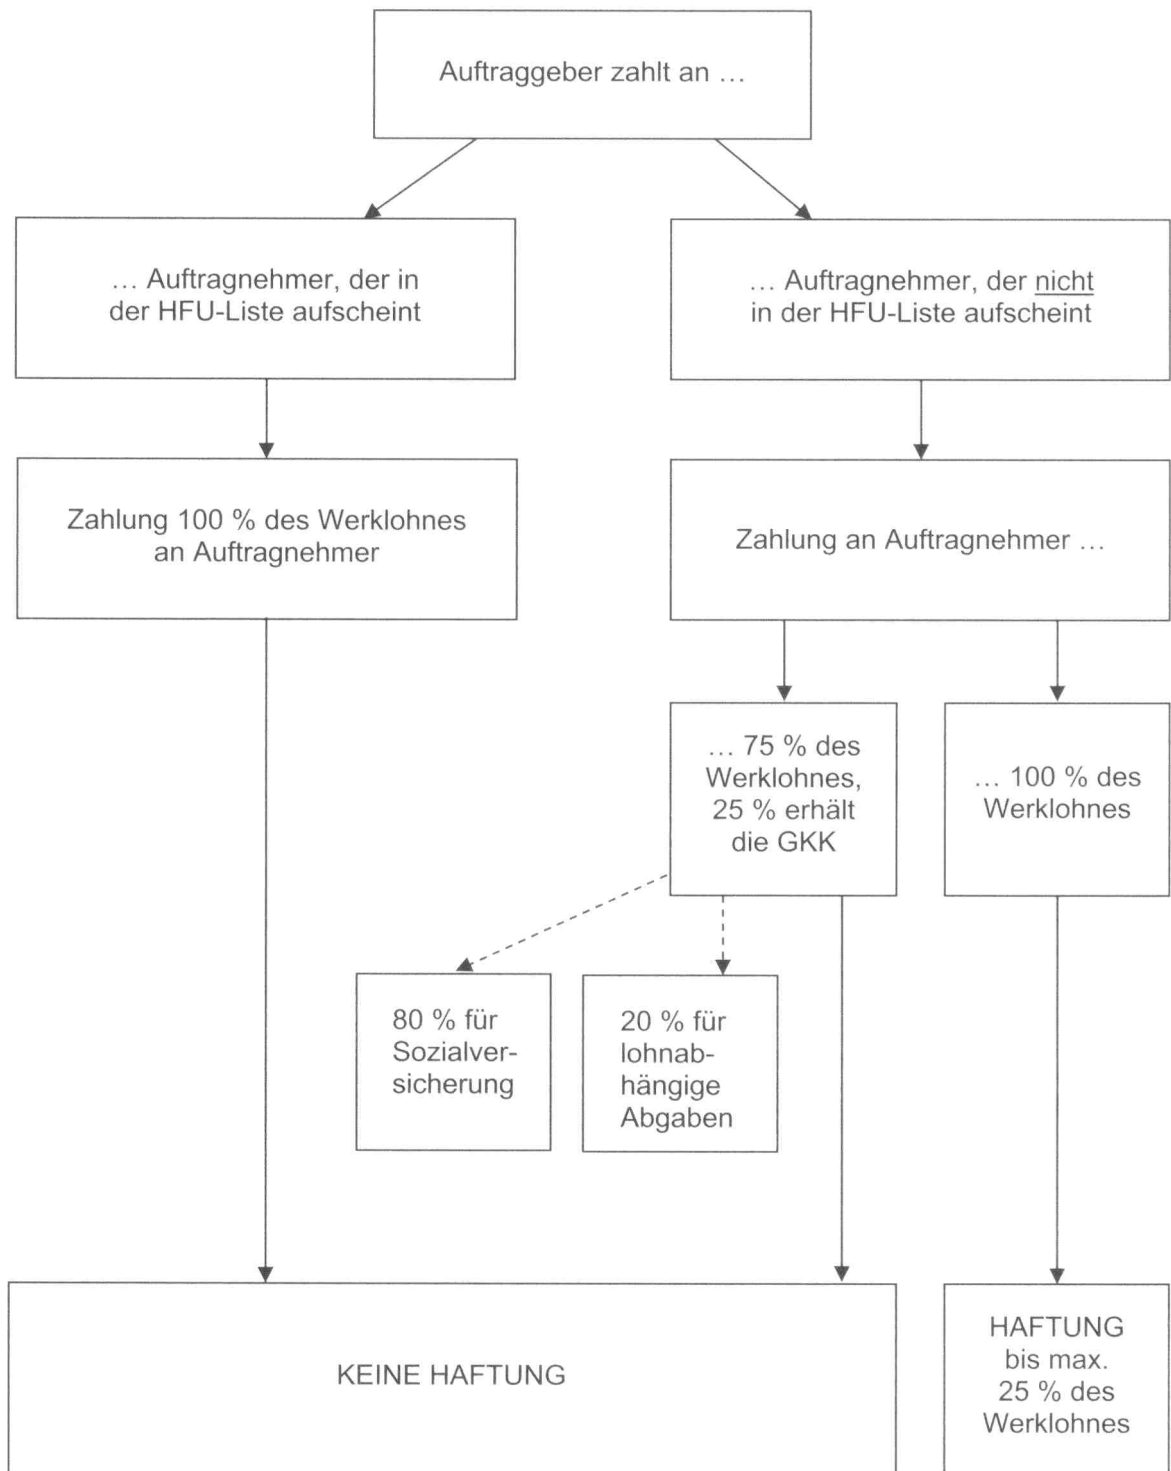 Auftraggeber zahlt an …
… Auftragnehmer, der in
der HFU-Liste aufscheint
… Auftragnehmer, der nicht
in der HFU-Liste aufscheint
Zahlung 100 % des Werklohnes
an Auftragnehmer
Zahlung an Auftragnehmer …
… 75 % des
Werklohnes,
25 % erhält
die GKK
… 100 % des
Werklohnes
80 % für
Sozialver-
sicherung
20 % für
lohnab-
hängige
Abgaben
KEINE HAFTUNG
HAFTUNG
bis max.
25 % des
Werklohnes